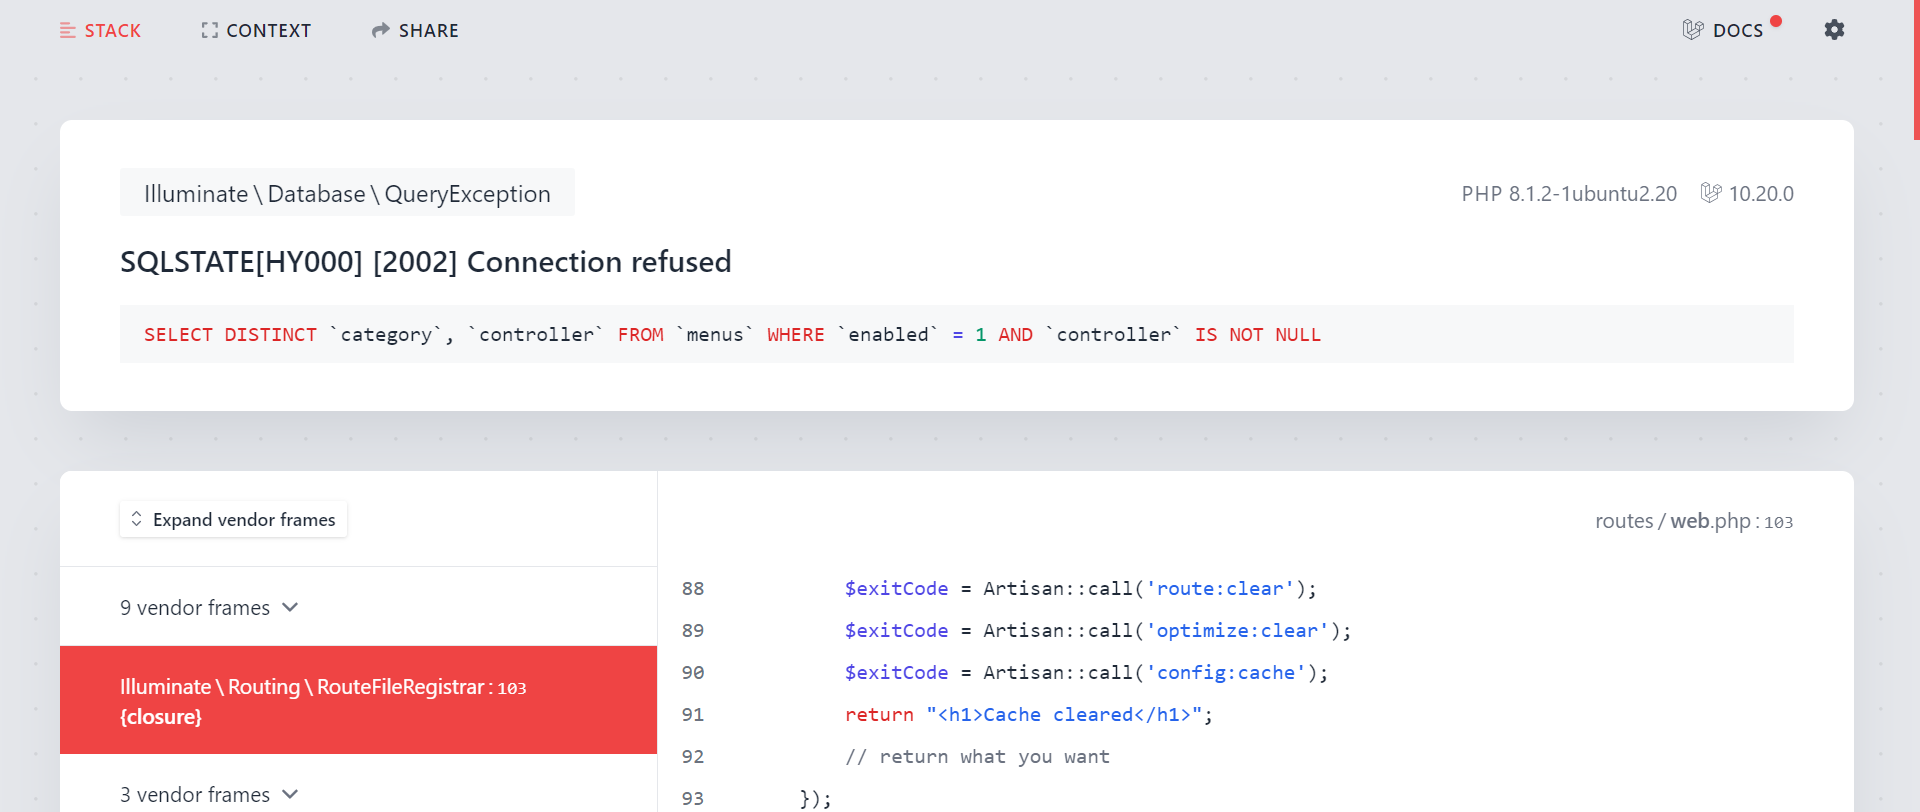 STACK CONTEXT SHARE DOCS
Illuminate\Database\QueryException PHP 8.1.2-1ubuntu2.20 10.20.0
SQLSTATE[HY000] [2002] Connection refused
SELECT DISTINCT `category`, `controller` FROM `menus` WHERE `enabled` = 1 AND `controller` IS NOT NULL
Expand vendor frames
9 vendor frames
Illuminate\Routing\RouteFileRegistrar:103
{closure}
3 vendor frames
routes/web.php:103
88 $exitCode = Artisan::call('route:clear');
89 $exitCode = Artisan::call('optimize:clear');
90 $exitCode = Artisan::call('config:cache');
91 return "<h1>Cache cleared</h1>";
92 // return what you want
93 });